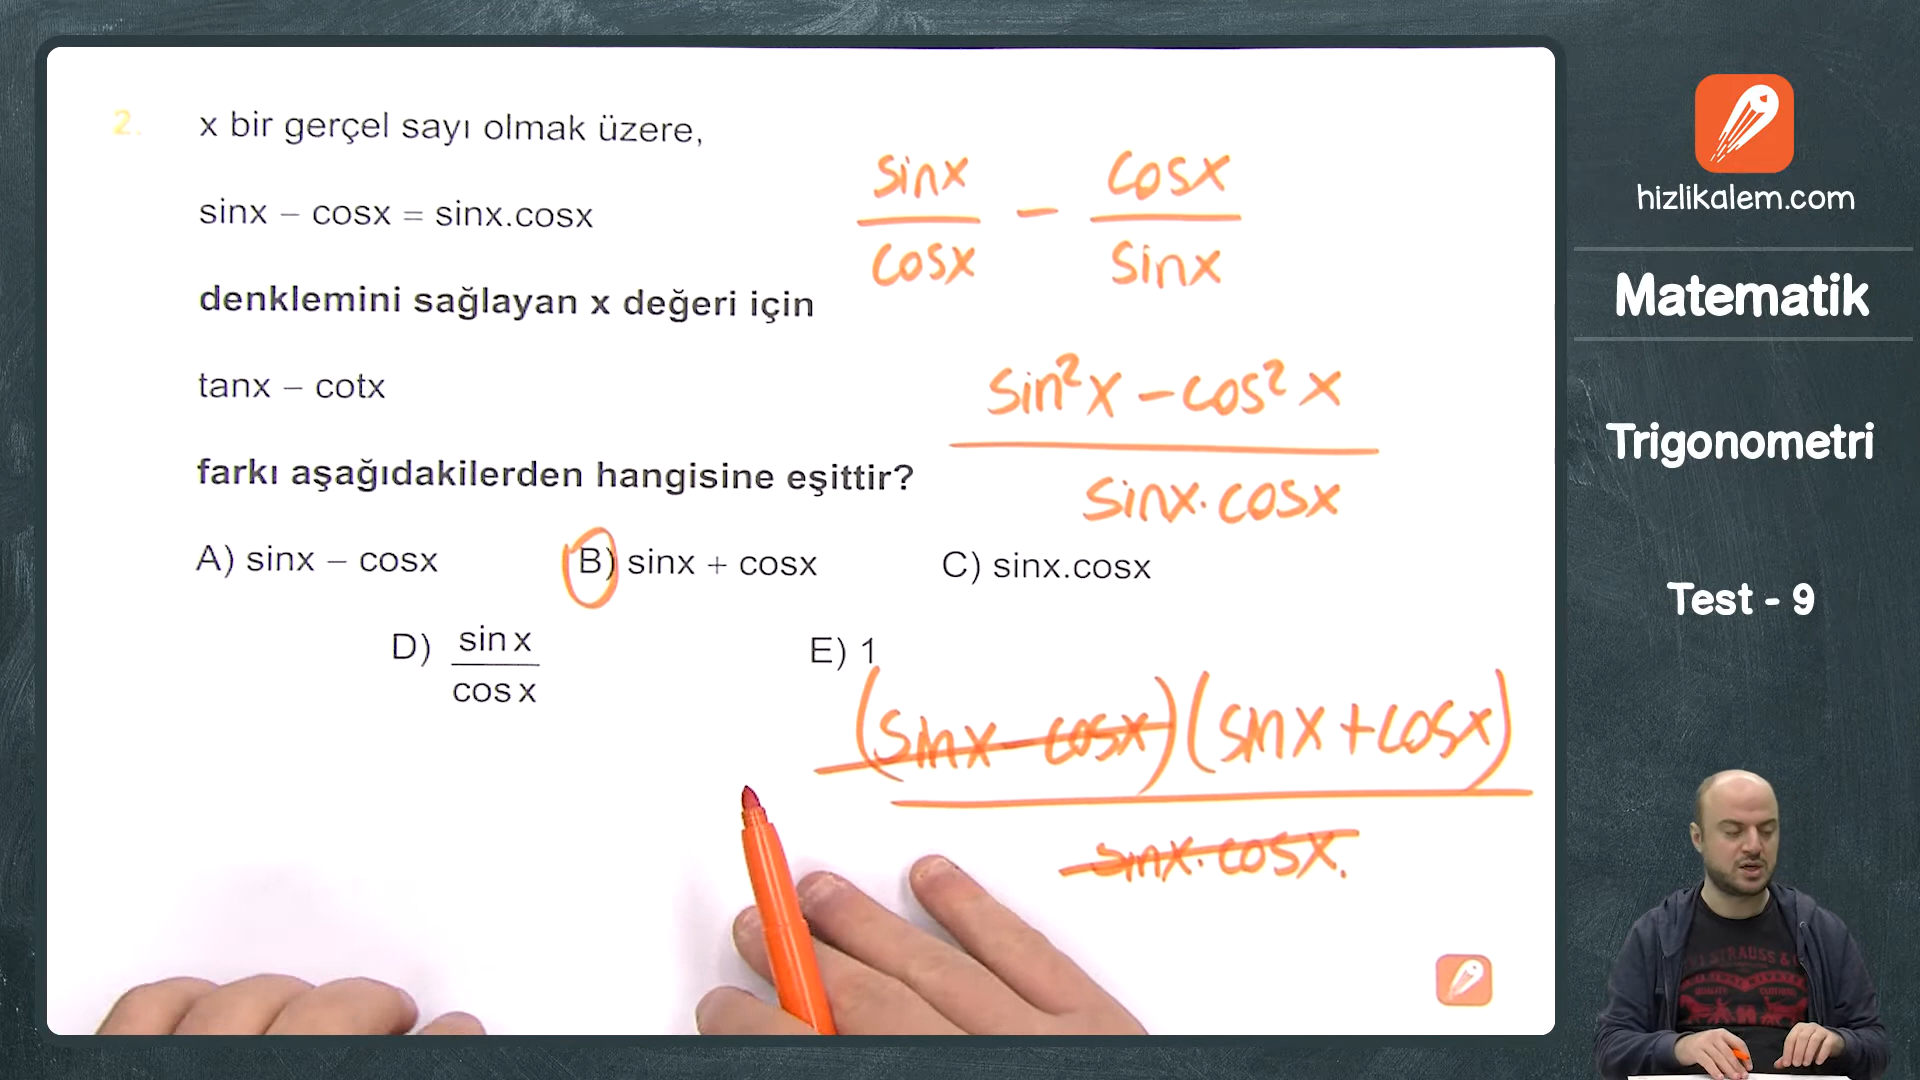 2. x bir gerçel sayı olmak üzere,
sinx – cosx = sinx.cosx
denklemini sağlayan x değeri için
tanx – cotx
farkı aşağıdakilerden hangisine eşittir?
A) sinx – cosx B) sinx + cosx C) sinx.cosx
D) sin x / cos x E) 1
sinx / cosx - cosx / sinx
sin²x - cos²x
sinx.cosx
(sinx-cosx)(sinx+cosx)
sinx.cosx.
hizlikalem.com
Matematik
Trigonometri
Test - 9